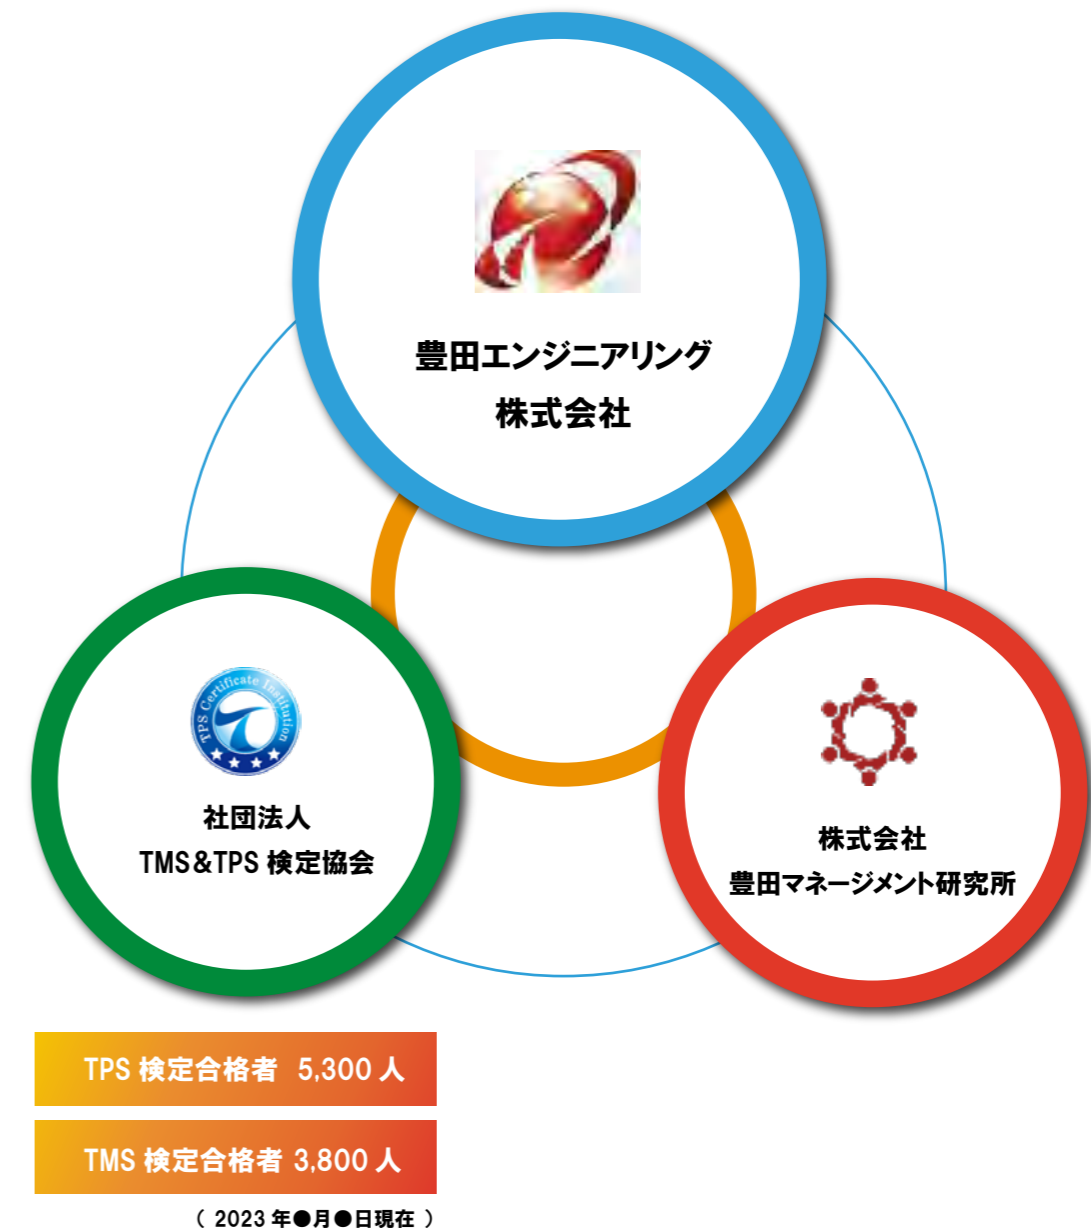 豊田エンジニアリング
株式会社
TPS Certificate Institution
社団法人
TMS&TPS 検定協会
株式会社
豊田マネージメント研究所
TPS 検定合格者 5,300 人
TMS 検定合格者 3,800 人
( 2023 年●月●日現在 )